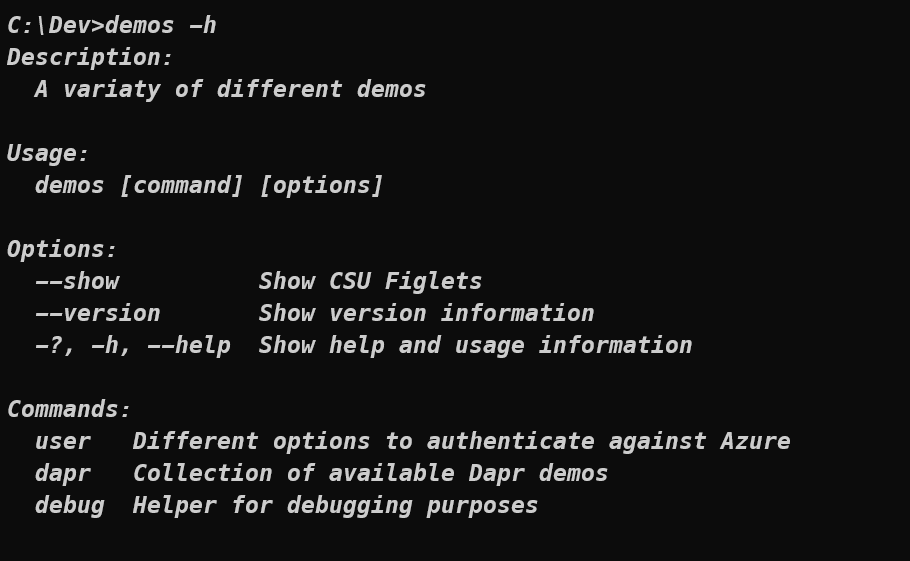 C:\Dev>demos -h
Description:
  A variaty of different demos

Usage:
  demos [command] [options]

Options:
  --show          Show CSU Figlets
  --version       Show version information
  -?, -h, --help  Show help and usage information

Commands:
  user   Different options to authenticate against Azure
  dapr   Collection of available Dapr demos
  debug  Helper for debugging purposes